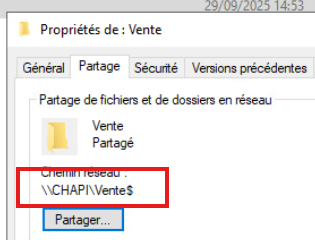 29/09/2025 14:53
Propriétés de : Vente
Général
Partage
Sécurité
Versions précédentes
Partage de fichiers et de dossiers en réseau
Vente
Partagé
Chemin réseau :
\\CHAPI\Vente$
Partager...